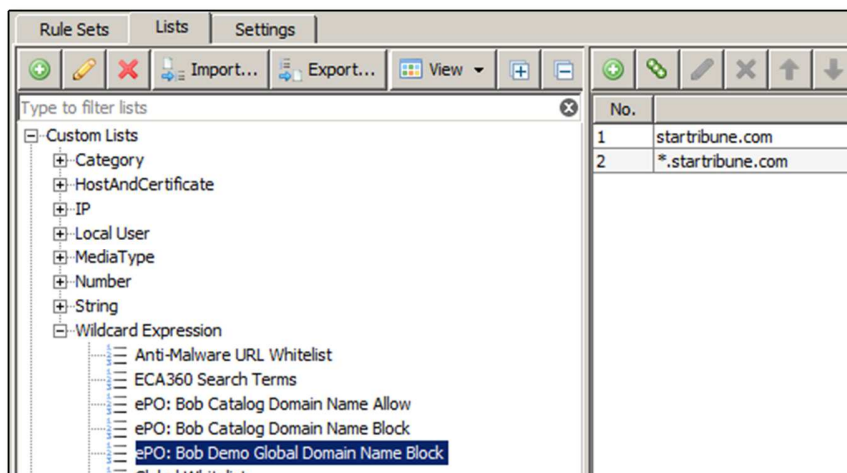 Rule Sets Lists Settings
Import... Export... View
Type to filter lists
No.
Custom Lists
1 startribune.com
Category
2 *.startribune.com
HostAndCertificate
IP
Local User
MediaType
Number
String
Wildcard Expression
Anti-Malware URL Whitelist
ECA360 Search Terms
ePO: Bob Catalog Domain Name Allow
ePO: Bob Catalog Domain Name Block
ePO: Bob Demo Global Domain Name Block